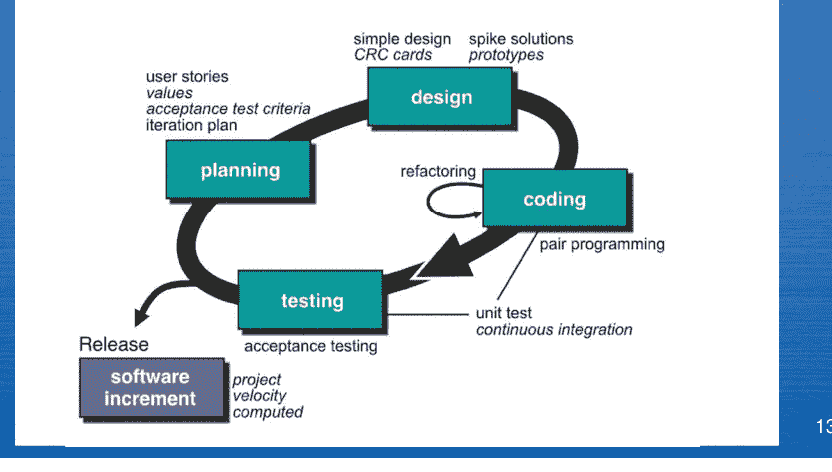 simple design
CRC cards
spike solutions
prototypes
user stories
values
acceptance test criteria
iteration plan
design
planning
refactoring
coding
pair programming
testing
unit test
continuous integration
acceptance testing
Release
software
increment
project
velocity
computed
13